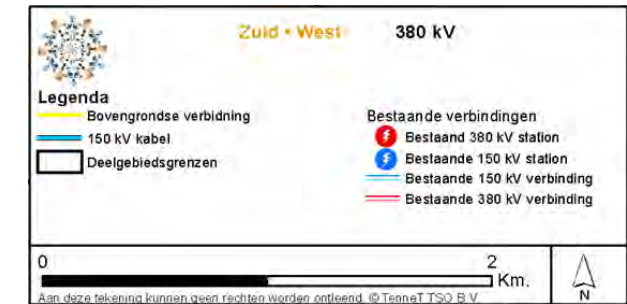 Zuid • West 380 kV
Legenda
Bovengrondse verbidning
150 kV kabel
Deelgebiedsgrenzen
Bestaande verbindingen
Bestaand 380 kV station
Bestaande 150 kV station
Bestaande 150 kV verbinding
Bestaande 380 kV verbinding
0 2
Km.
N
Aan deze tekening kunnen geen rechten worden ontleend. © TenneT TSO B.V.